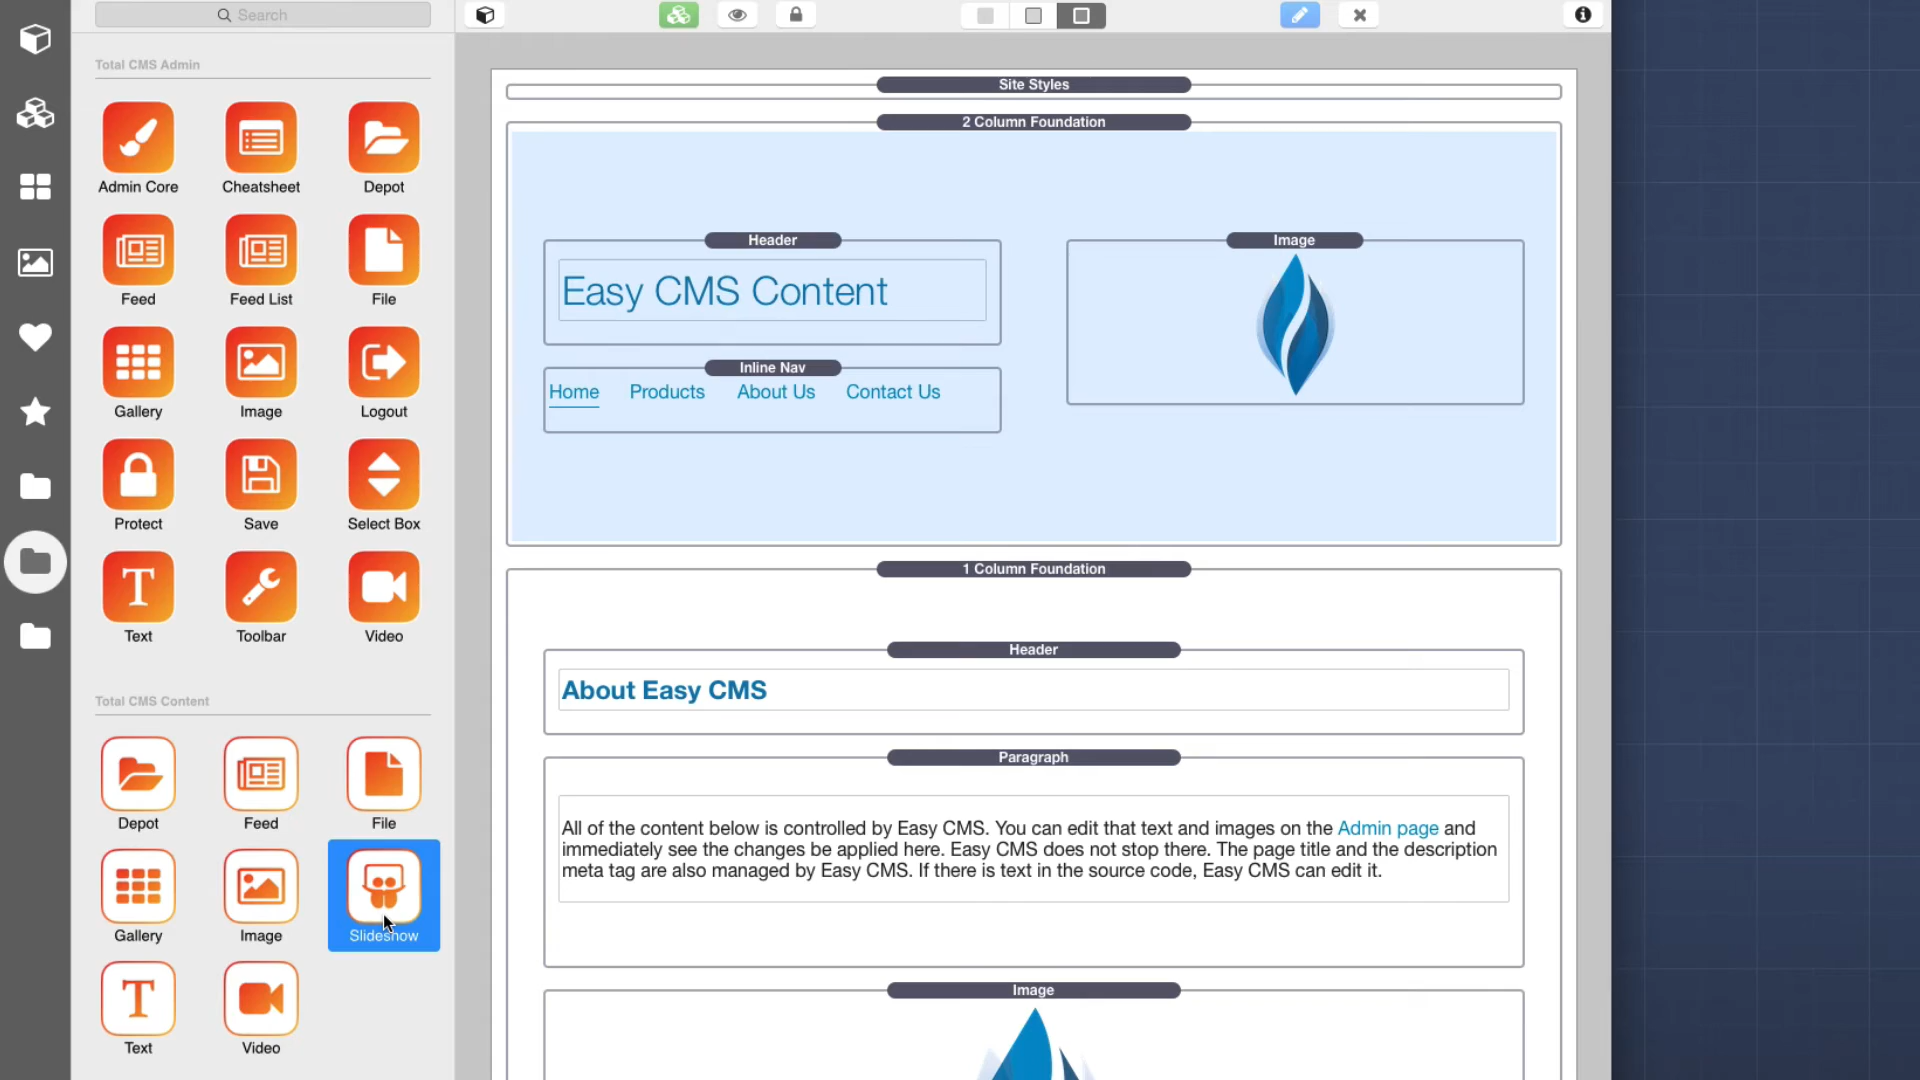 Search
Total CMS Admin
Admin Core
Cheatsheet
Depot
Feed
Feed List
File
Gallery
Image
Logout
Protect
Save
Select Box
T
Text
Toolbar
Video
Total CMS Content
Depot
Feed
File
Gallery
Image
Slideshow
T
Text
Video
Site Styles
2 Column Foundation
Header
Easy CMS Content
Inline Nav
Home Products About Us Contact Us
Image
1 Column Foundation
Header
About Easy CMS
Paragraph
All of the content below is controlled by Easy CMS. You can edit that text and images on the Admin page and
immediately see the changes be applied here. Easy CMS does not stop there. The page title and the description
meta tag are also managed by Easy CMS. If there is text in the source code, Easy CMS can edit it.
Image